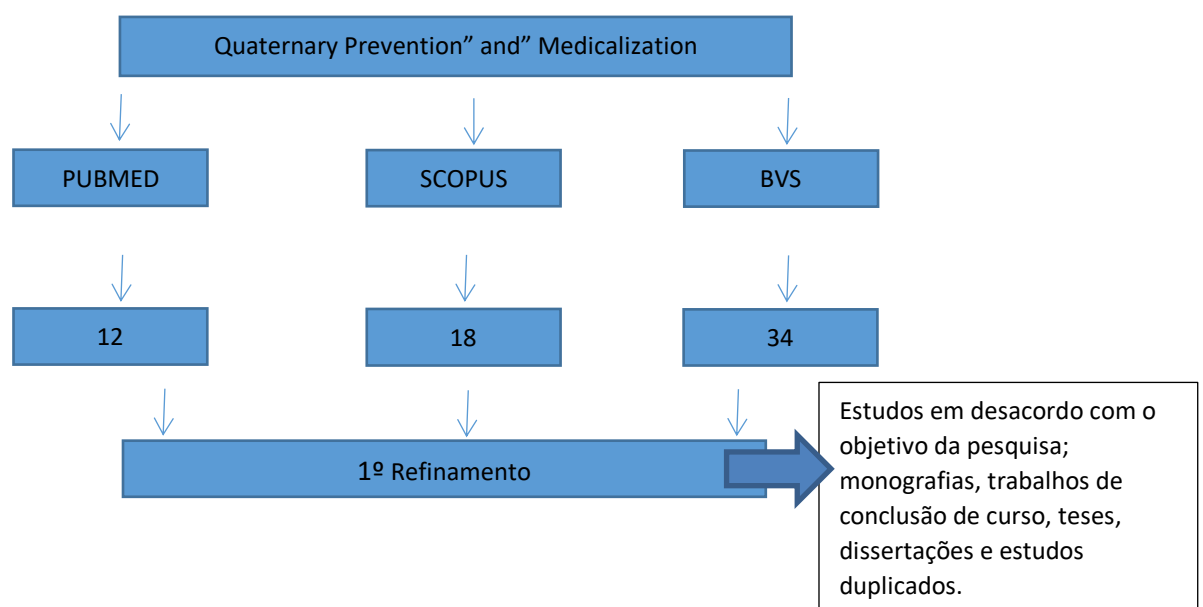 Quaternary Prevention” and” Medicalization
PUBMED
SCOPUS
BVS
12
18
34
1º Refinamento
Estudos em desacordo com o
objetivo da pesquisa;
monografias, trabalhos de
conclusão de curso, teses,
dissertações e estudos
duplicados.